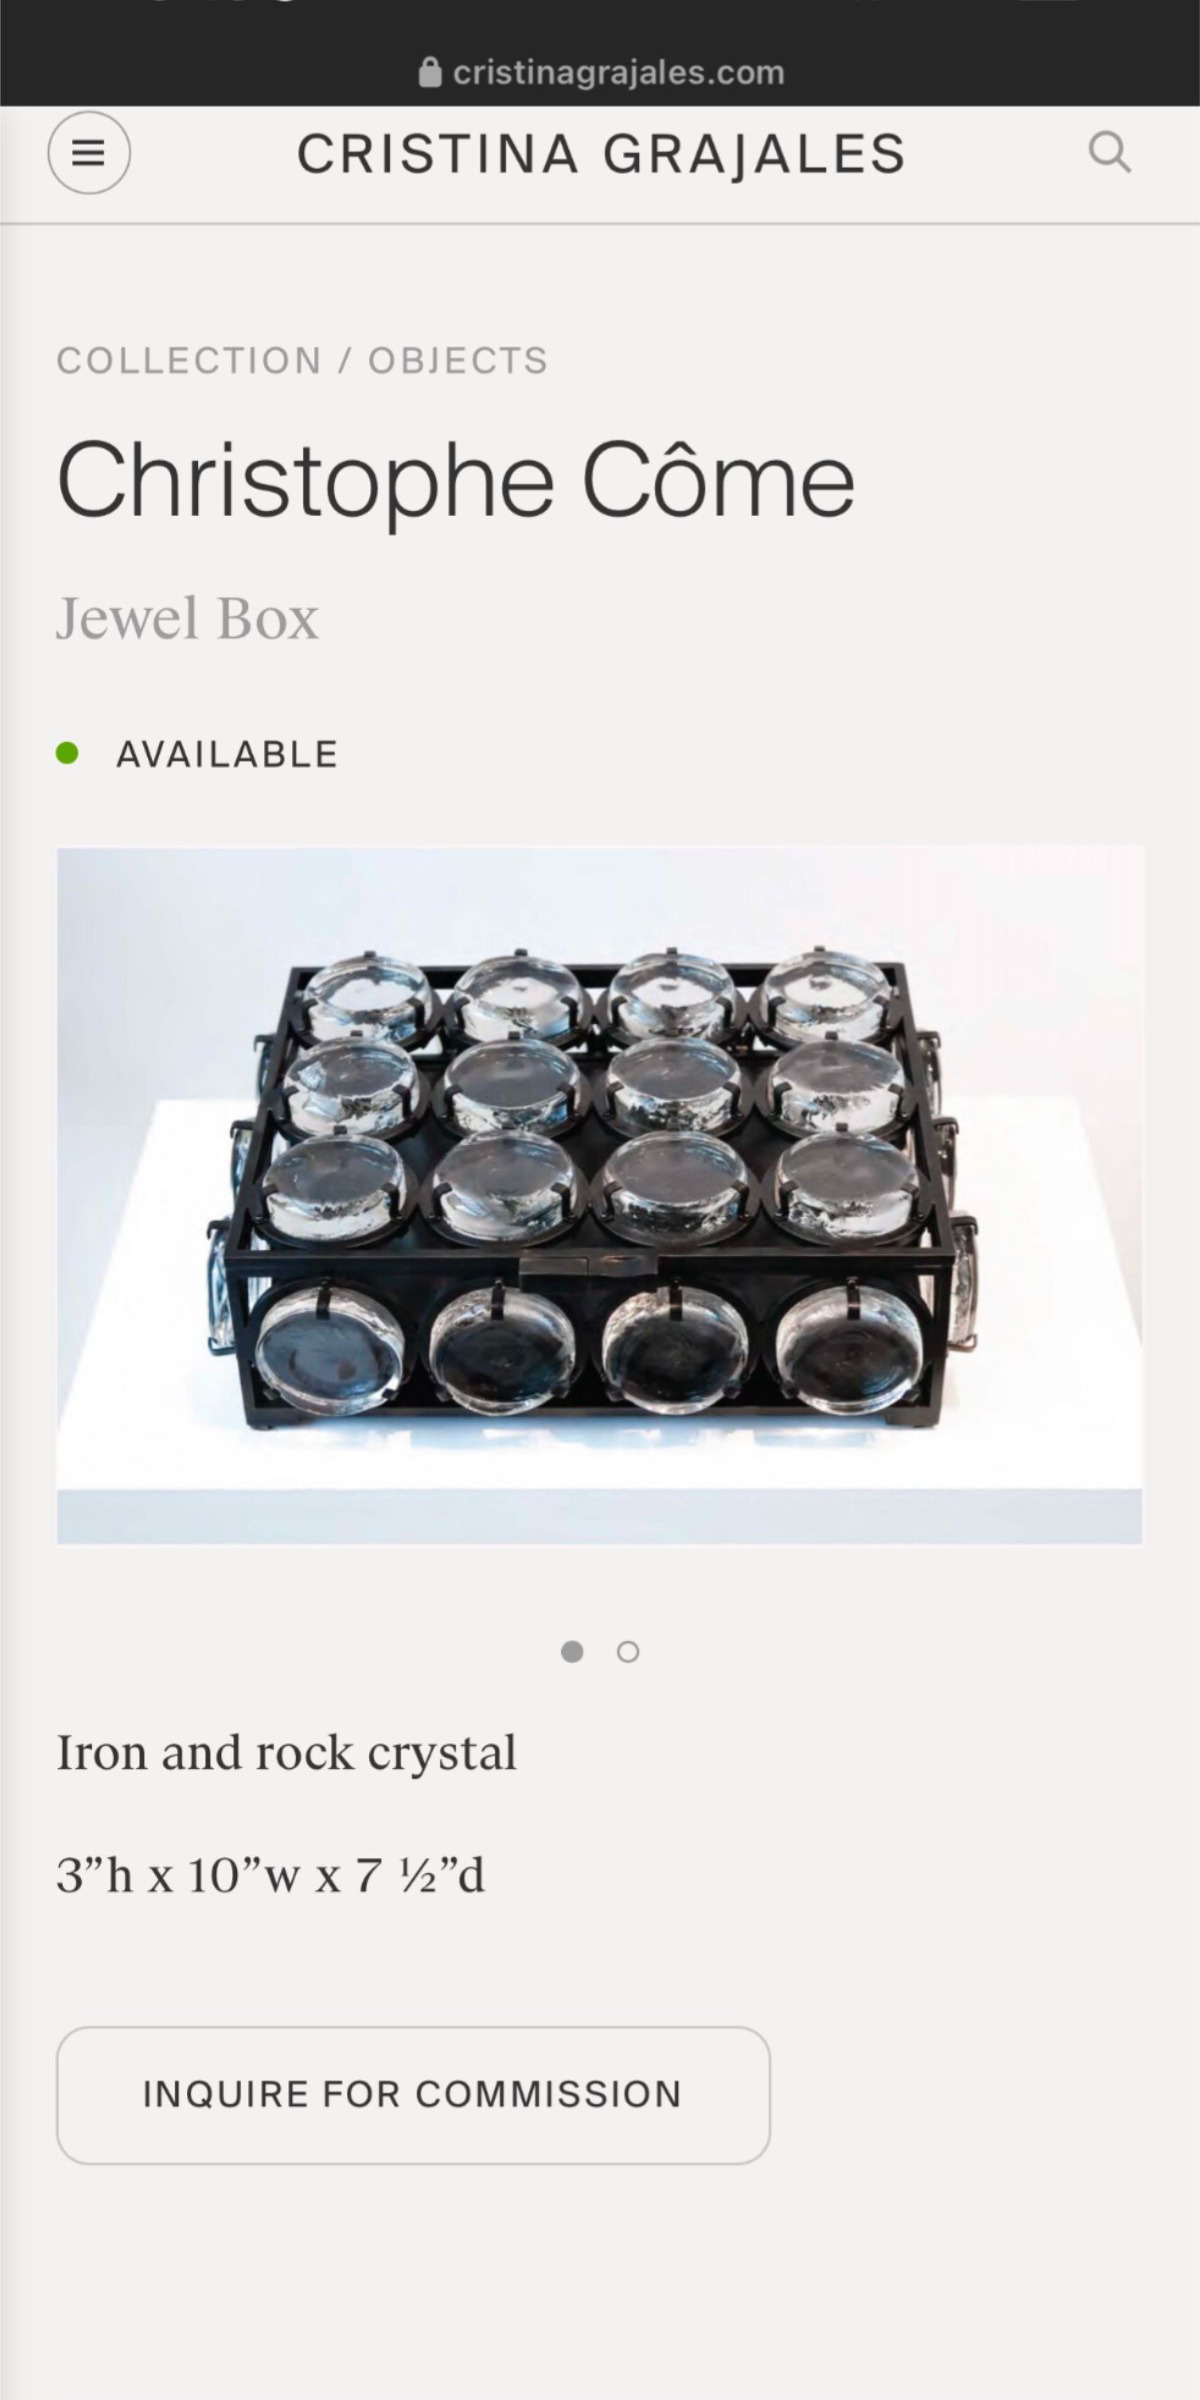 cristinagrajales.com
CRISTINA GRAJALES
COLLECTION / OBJECTS
Christophe Côme
Jewel Box
AVAILABLE
Iron and rock crystal
3”h x 10”w x 7 ½”d
INQUIRE FOR COMMISSION